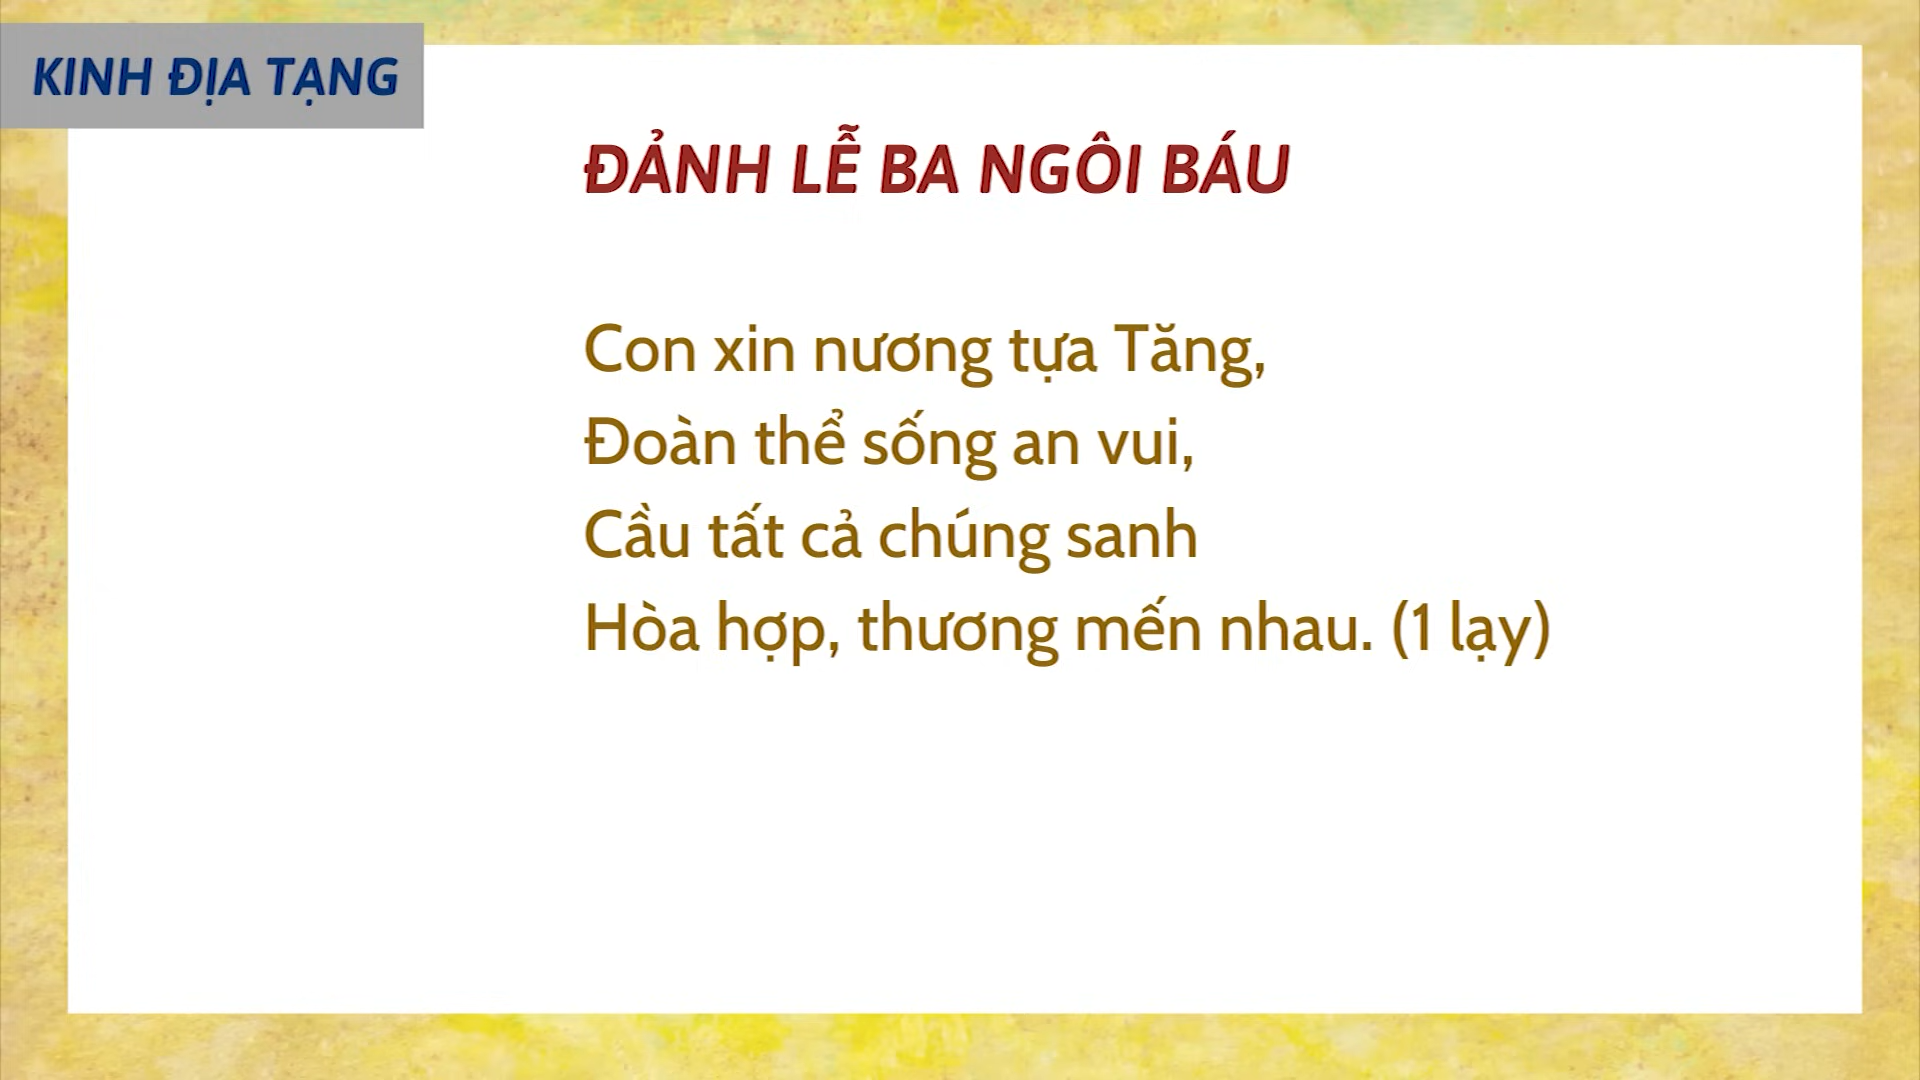 KINH ĐỊA TẠNG
ĐẢNH LỄ BA NGÔI BÁU
Con xin nương tựa Tăng,
Đoàn thể sống an vui,
Cầu tất cả chúng sanh
Hòa hợp, thương mến nhau. (1 lạy)